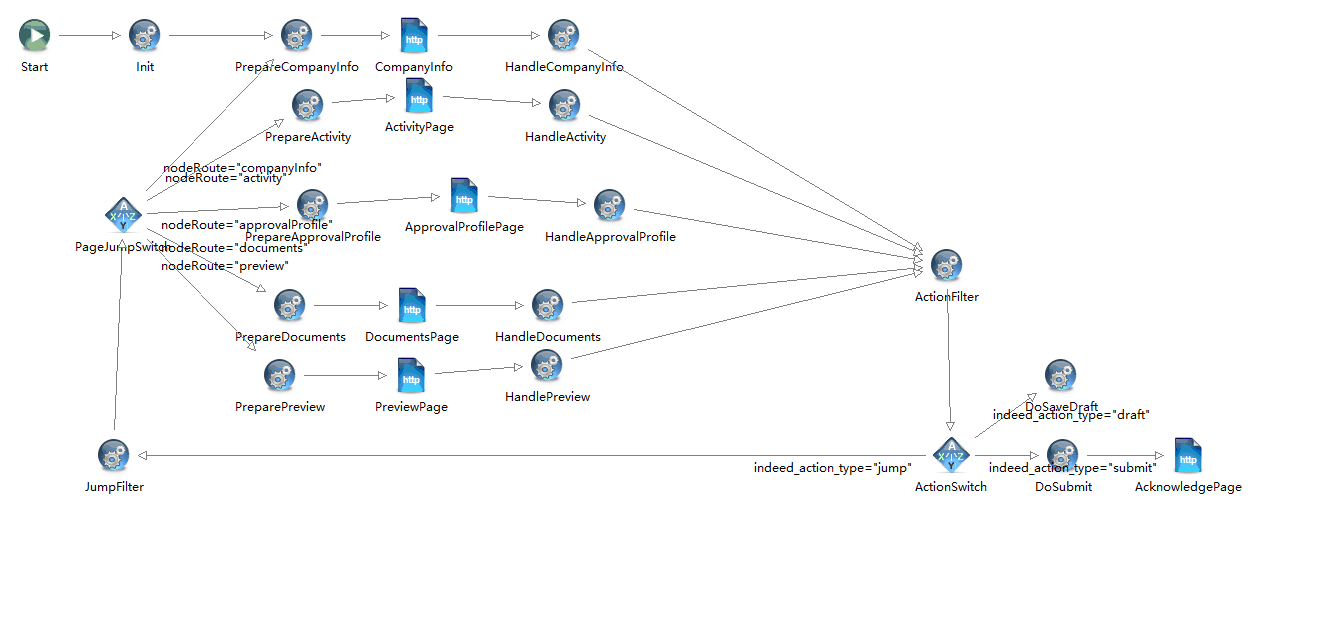 http
Start
Init
PrepareCompanyInfo
CompanyInfo
HandleCompanyInfo
http
PrepareActivity
ActivityPage
HandleActivity
nodeRoute="companyInfo"
nodeRoute="activity"
A
X Z
Y
http
nodeRoute="approvalProfile"
PrepareApprovalProfile
ApprovalProfilePage
HandleApprovalProfile
PageJumpSwitch
nodeRoute="documents"
nodeRoute="preview"
ActionFilter
http
PrepareDocuments
DocumentsPage
HandleDocuments
http
PreparePreview
PreviewPage
HandlePreview
DoSaveDraft
indeed_action_type="draft"
A
X Z
Y
http
indeed_action_type="jump"
indeed_action_type="submit"
JumpFilter
ActionSwitch
DoSubmit
AcknowledgePage